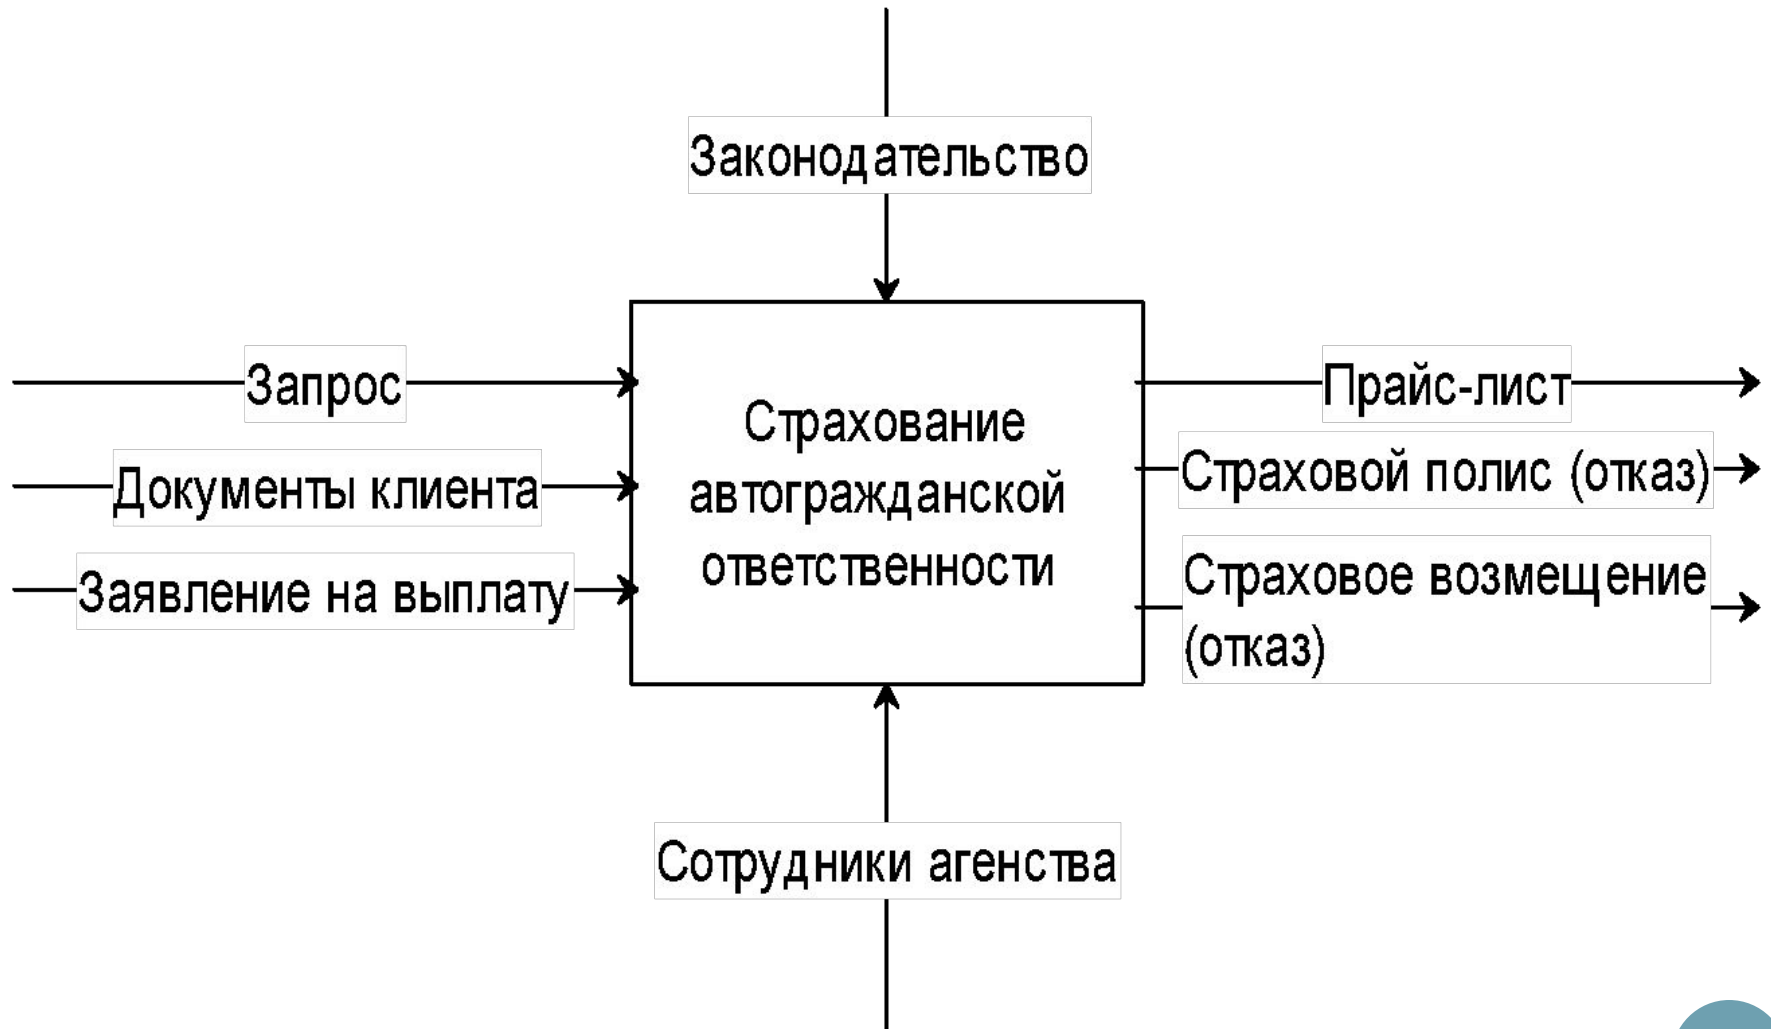 Законодательство
Запрос
Прайс-лист
Документы клиента
Страхование
автогражданской
ответственности
Страховой полис (отказ)
Заявление на выплату
Страховое возмещение
(отказ)
Сотрудники агенства